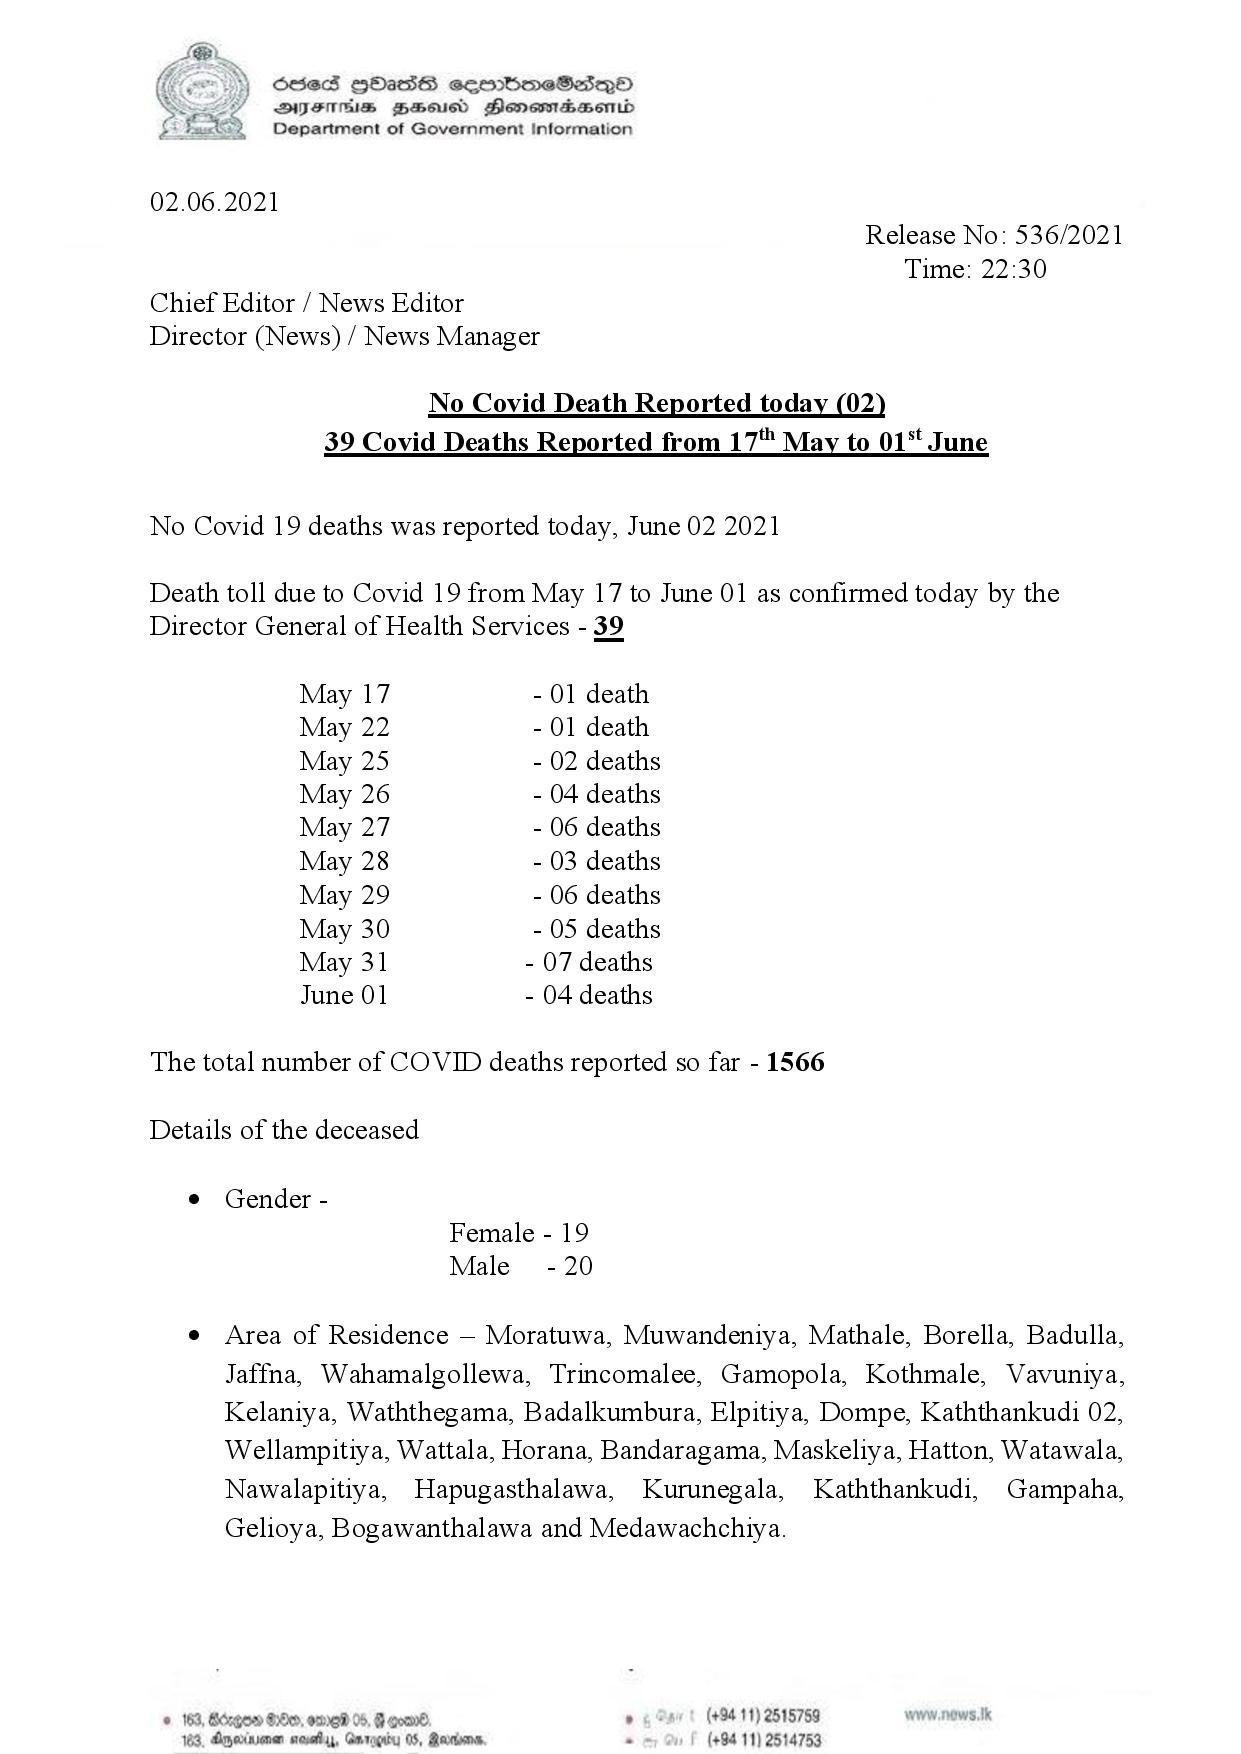 රජයේ ප්‍රවෘත්ති දෙපාර්තමේන්තුව
அரசாங்க தகவல் திணைக்களம்
Department of Government Information
02.06.2021
Release No: 536/2021
Time: 22:30
Chief Editor / News Editor
Director (News) / News Manager
No Covid Death Reported today (02)
39 Covid Deaths Reported from 17th May to 01st June
No Covid 19 deaths was reported today, June 02 2021
Death toll due to Covid 19 from May 17 to June 01 as confirmed today by the
Director General of Health Services - 39
May 17 - 01 death
May 22 - 01 death
May 25 - 02 deaths
May 26 - 04 deaths
May 27 - 06 deaths
May 28 - 03 deaths
May 29 - 06 deaths
May 30 - 05 deaths
May 31 - 07 deaths
June 01 - 04 deaths
The total number of COVID deaths reported so far - 1566
Details of the deceased
• Gender -
Female - 19
Male - 20
• Area of Residence – Moratuwa, Muwandeniya, Mathale, Borella, Badulla,
Jaffna, Wahamalgollewa, Trincomalee, Gamopola, Kothmale, Vavuniya,
Kelaniya, Waththegama, Badalkumbura, Elpitiya, Dompe, Kaththankudi 02,
Wellampitiya, Wattala, Horana, Bandaragama, Maskeliya, Hatton, Watawala,
Nawalapitiya, Hapugasthalawa, Kurunegala, Kaththankudi, Gampaha,
Gelioya, Bogawanthalawa and Medawachchiya.
• 163, කිරුලපන මාවත, කොළඹ 05, ශ්‍රී ලංකාව.
163, கிருலப்பனை எவனியூ, கொழும்பு 05, இலங்கை.
(+94 11) 2515759
(+94 11) 2514753
www.news.lk